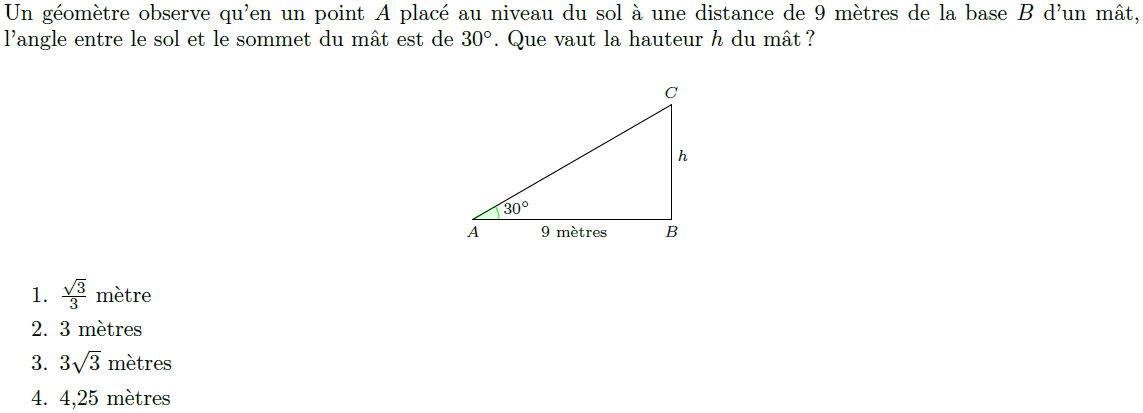 Un géomètre observe qu'en un point A placé au niveau du sol à une distance de 9 mètres de la base B d'un mât,
l'angle entre le sol et le sommet du mât est de 30°. Que vaut la hauteur h du mât ?
C
h
30°
A
9 mètres
B
1. √3/3 mètre
2. 3 mètres
3. 3√3 mètres
4. 4,25 mètres